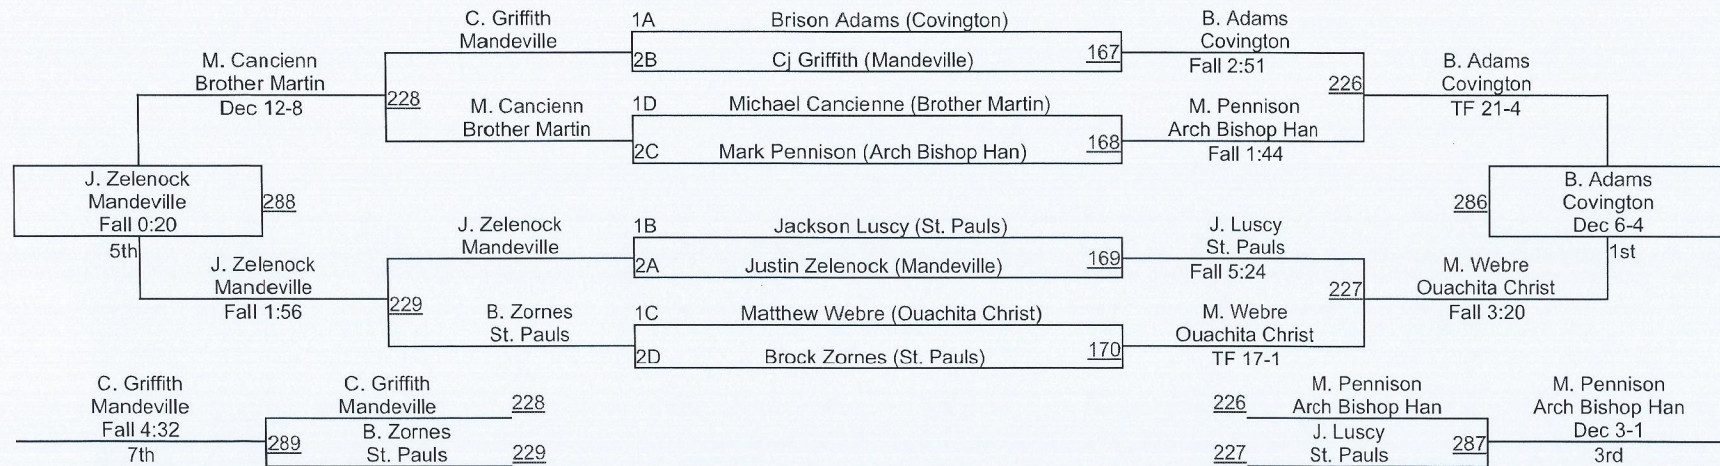 C. Griffith
Mandeville
1A Brison Adams (Covington)
2B Cj Griffith (Mandeville) 167
B. Adams
Covington
Fall 2:51
M. Cancienn
Brother Martin
Dec 12-8
228
226
B. Adams
Covington
TF 21-4
M. Cancienn
Brother Martin
1D Michael Cancienne (Brother Martin)
2C Mark Pennison (Arch Bishop Han) 168
M. Pennison
Arch Bishop Han
Fall 1:44
J. Zelenock
Mandeville
Fall 0:20
288
5th
286
B. Adams
Covington
Dec 6-4
1st
J. Zelenock
Mandeville
1B Jackson Luscy (St. Pauls)
2A Justin Zelenock (Mandeville) 169
J. Luscy
St. Pauls
Fall 5:24
J. Zelenock
Mandeville
Fall 1:56
229
227
M. Webre
Ouachita Christ
Fall 3:20
B. Zornes
St. Pauls
1C Matthew Webre (Ouachita Christ)
2D Brock Zornes (St. Pauls) 170
M. Webre
Ouachita Christ
TF 17-1
C. Griffith
Mandeville
Fall 4:32
7th
289
C. Griffith
Mandeville 228
B. Zornes
St. Pauls 229
226
M. Pennison
Arch Bishop Han
227
J. Luscy
St. Pauls
287
M. Pennison
Arch Bishop Han
Dec 3-1
3rd